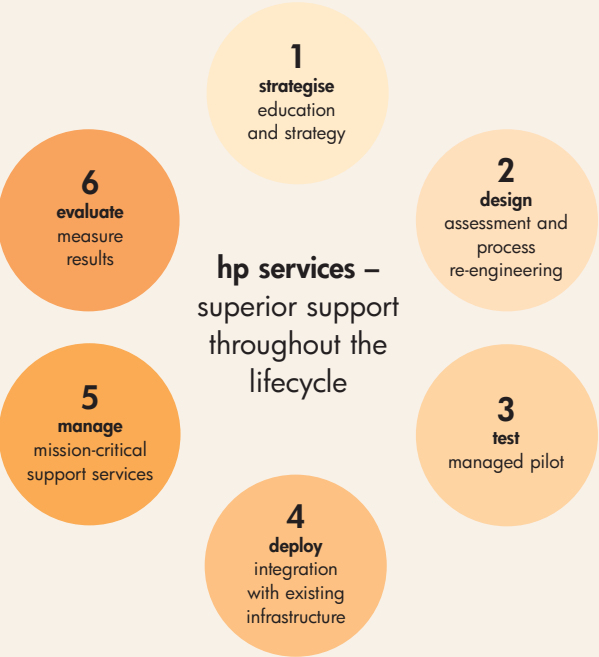 1
strategise
education
and strategy
2
design
assessment and
process
re-engineering
3
test
managed pilot
4
deploy
integration
with existing
infrastructure
5
manage
mission-critical
support services
6
evaluate
measure
results
hp services –
superior support
throughout the
lifecycle